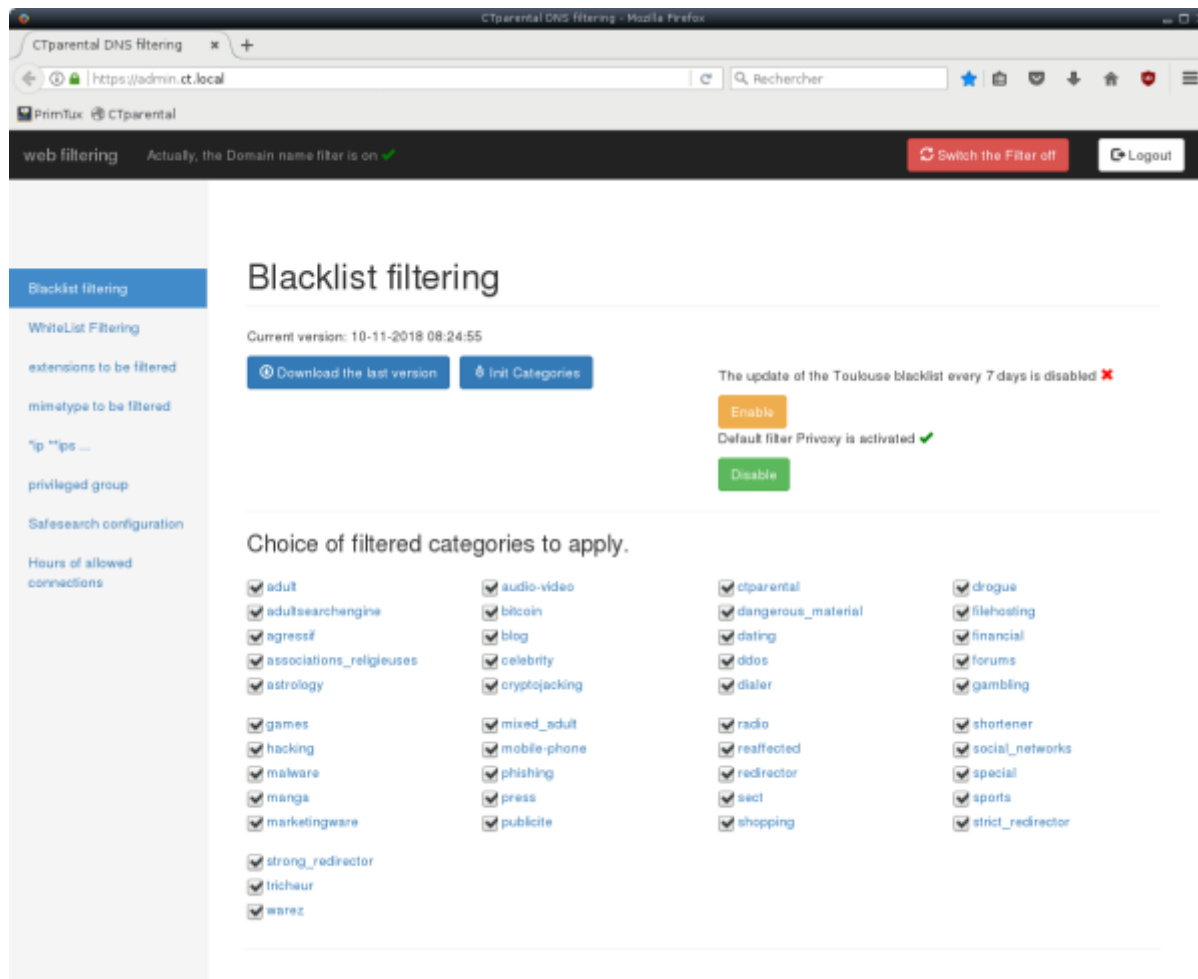 CTparental DNS filtering - Mozilla Firefox
CTparental DNS filtering
https://admin.ct.local
Rechercher
PrimTux CTparental
web filtering Actually, the Domain name filter is on Switch the Filter off Logout
Blacklist filtering
WhiteList Filtering
extensions to be filtered
mimetype to be filtered
*ip **ips ...
privileged group
Safesearch configuration
Hours of allowed
connections
Blacklist filtering
Current version: 10-11-2018 08:24:55
Download the last version Init Categories
The update of the Toulouse blacklist every 7 days is disabled
Enable
Default filter Privoxy is activated
Disable
Choice of filtered categories to apply.
adult audio-video ctparental drogue
adultsearchengine bitcoin dangerous_material filehosting
agressif blog dating financial
associations_religieuses celebrity ddos forums
astrology cryptojacking dialer gambling
games mixed_adult radio shortener
hacking mobile-phone reaffected social_networks
malware phishing redirector special
manga press sect sports
marketingware publicite shopping strict_redirector
strong_redirector
tricheur
warez